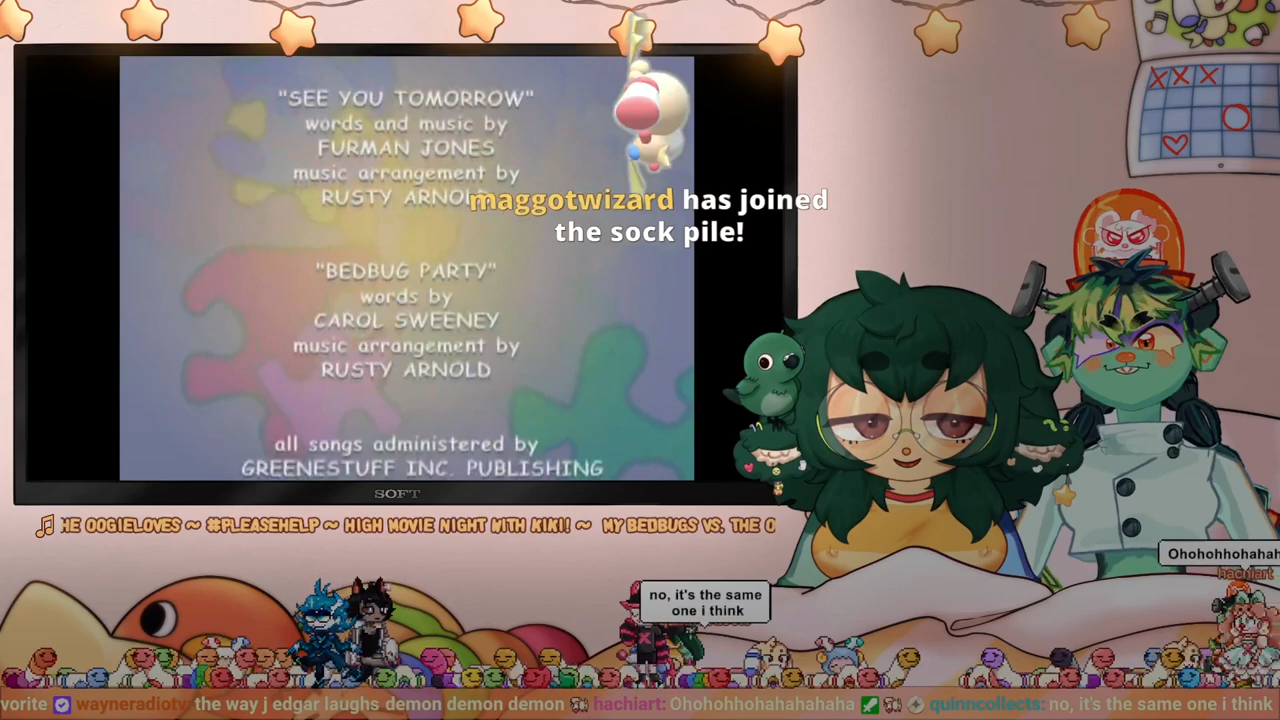 "SEE YOU TOMORROW"
words and music by
FURMAN JONES
music arrangement by
RUSTY ARNOLD
maggotwizard has joined
the sock pile!
"BEDBUG PARTY"
words by
CAROL SWEENEY
music arrangement by
RUSTY ARNOLD
all songs administered by
GREENESTUFF INC. PUBLISHING
SOFT
HE OOGIELOVES ~ #PLEASEHELP ~ HIGH MOVIE NIGHT WITH KIKI! ~ MY BEDBUGS VS. THE O
Ohohohhohahah
hachiart
no, it's the same
one i think
vorite wayneradiotv: the way j edgar laughs demon demon demon hachiart: Ohohohhohahahahaha quinncollects: no, it's the same one i think